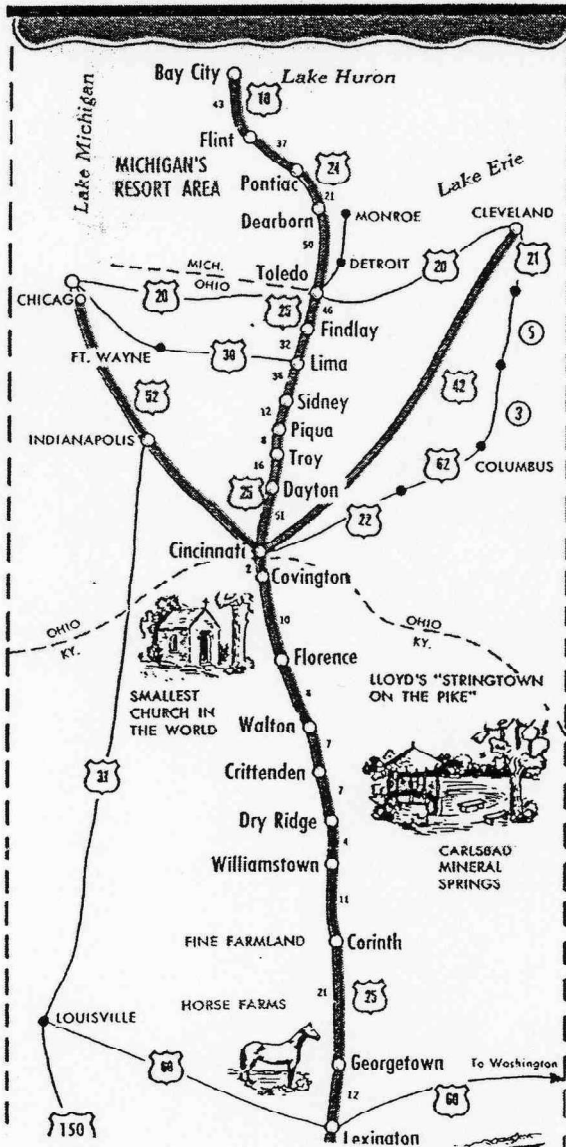 Bay City
Lake Huron
Lake Michigan
43
18
Flint
37
MICHIGAN'S
RESORT AREA
24
Pontiac
21
Lake Erie
Dearborn
MONROE
CLEVELAND
50
21
MICH.
OHIO
Toledo
DETROIT
20
20
CHICAGO
25
46
Findlay
FT. WAYNE
32
30
Lima
5
52
Sidney
42
12
Piqua
3
8
INDIANAPOLIS
Troy
62
COLUMBUS
16
25
Dayton
22
51
Cincinnati
2
Covington
OHIO
KY.
10
Florence
SMALLEST
CHURCH IN
THE WORLD
LLOYD'S "STRINGTOWN
ON THE PIKE"
Walton
7
31
Crittenden
7
Dry Ridge
4
Williamstown
CARLSBAD
MINERAL
SPRINGS
11
FINE FARMLAND
Corinth
21
25
HORSE FARMS
LOUISVILLE
60
Georgetown
To Washington
12
60
150
Lexington